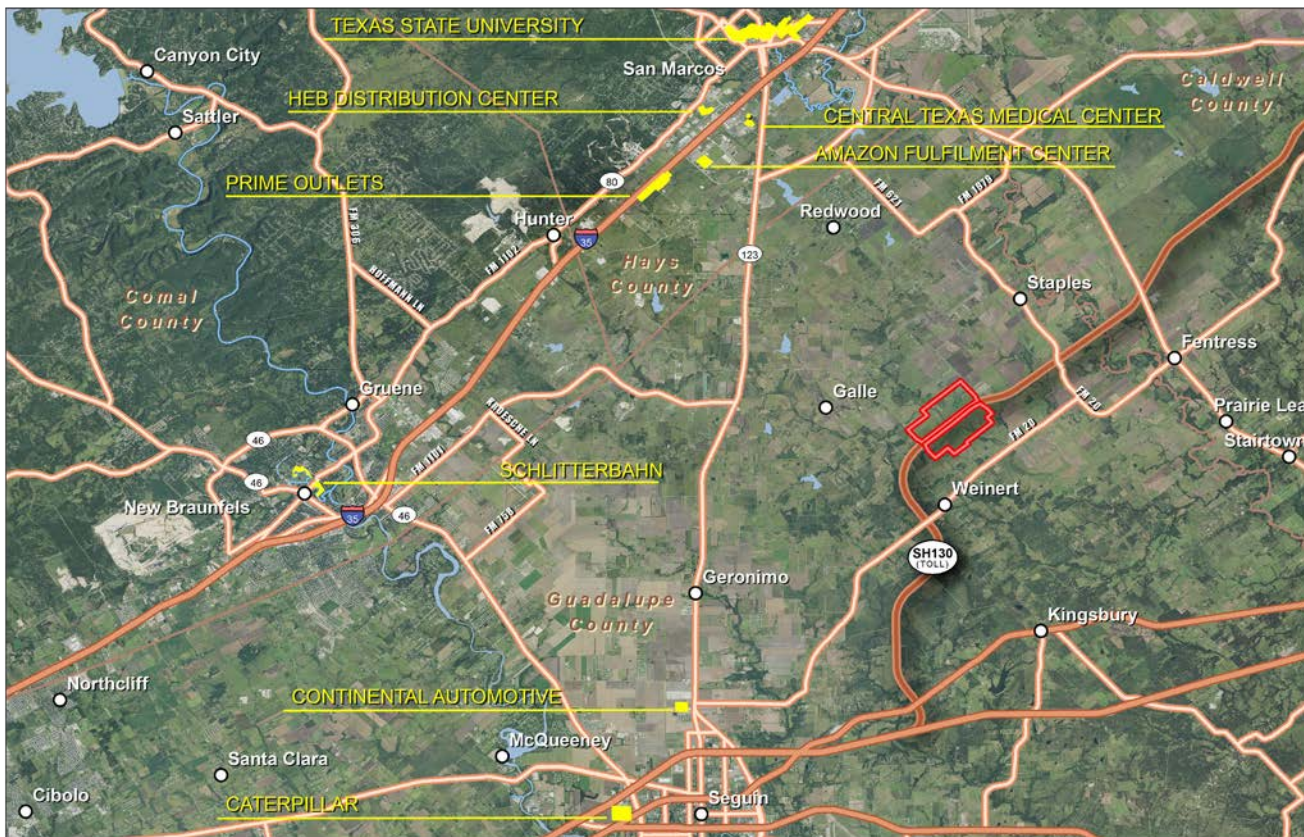 TEXAS STATE UNIVERSITY
Canyon City
San Marcos
Caldwell
County
HEB DISTRIBUTION CENTER
Sattler
CENTRAL TEXAS MEDICAL CENTER
AMAZON FULFILMENT CENTER
PRIME OUTLETS
80
FM 621
FM 1979
Redwood
Hunter
35
FM 306
FM 1102
123
Hays
County
HOFFMANN LN
Comal
County
Staples
Fentress
Gruene
Galle
FM 20
FM 20
Prairie Lea
KROESCHE LN
46
FM 1101
Stairtown
SCHLITTERBAHN
46
New Braunfels
35
46
FM 758
Weinert
SH130
(TOLL)
Geronimo
Guadalupe
County
Kingsbury
Northcliff
CONTINENTAL AUTOMOTIVE
McQueeney
Santa Clara
CATERPILLAR
Seguin
Cibolo